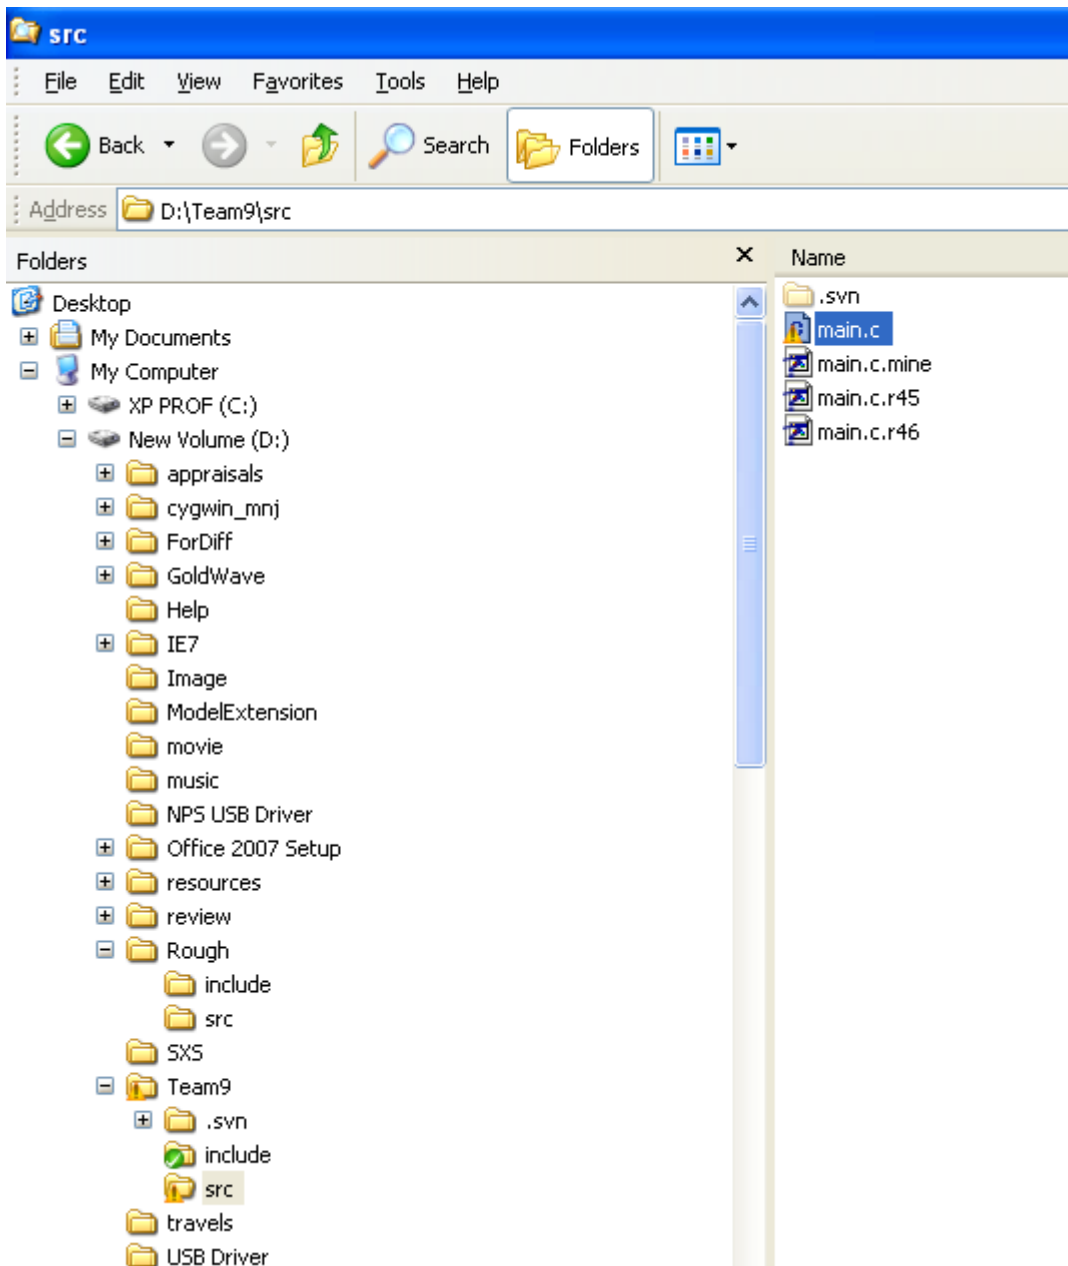 src
File Edit View Favorites Tools Help
Back Search Folders
Address D:\Team9\src
Folders
Desktop
My Documents
My Computer
XP PROF (C:)
New Volume (D:)
appraisals
cygwin_mnj
ForDiff
GoldWave
Help
IE7
Image
ModelExtension
movie
music
NPS USB Driver
Office 2007 Setup
resources
review
Rough
include
src
SXS
Team9
.svn
include
src
travels
USB Driver
Name
.svn
main.c
main.c.mine
main.c.r45
main.c.r46